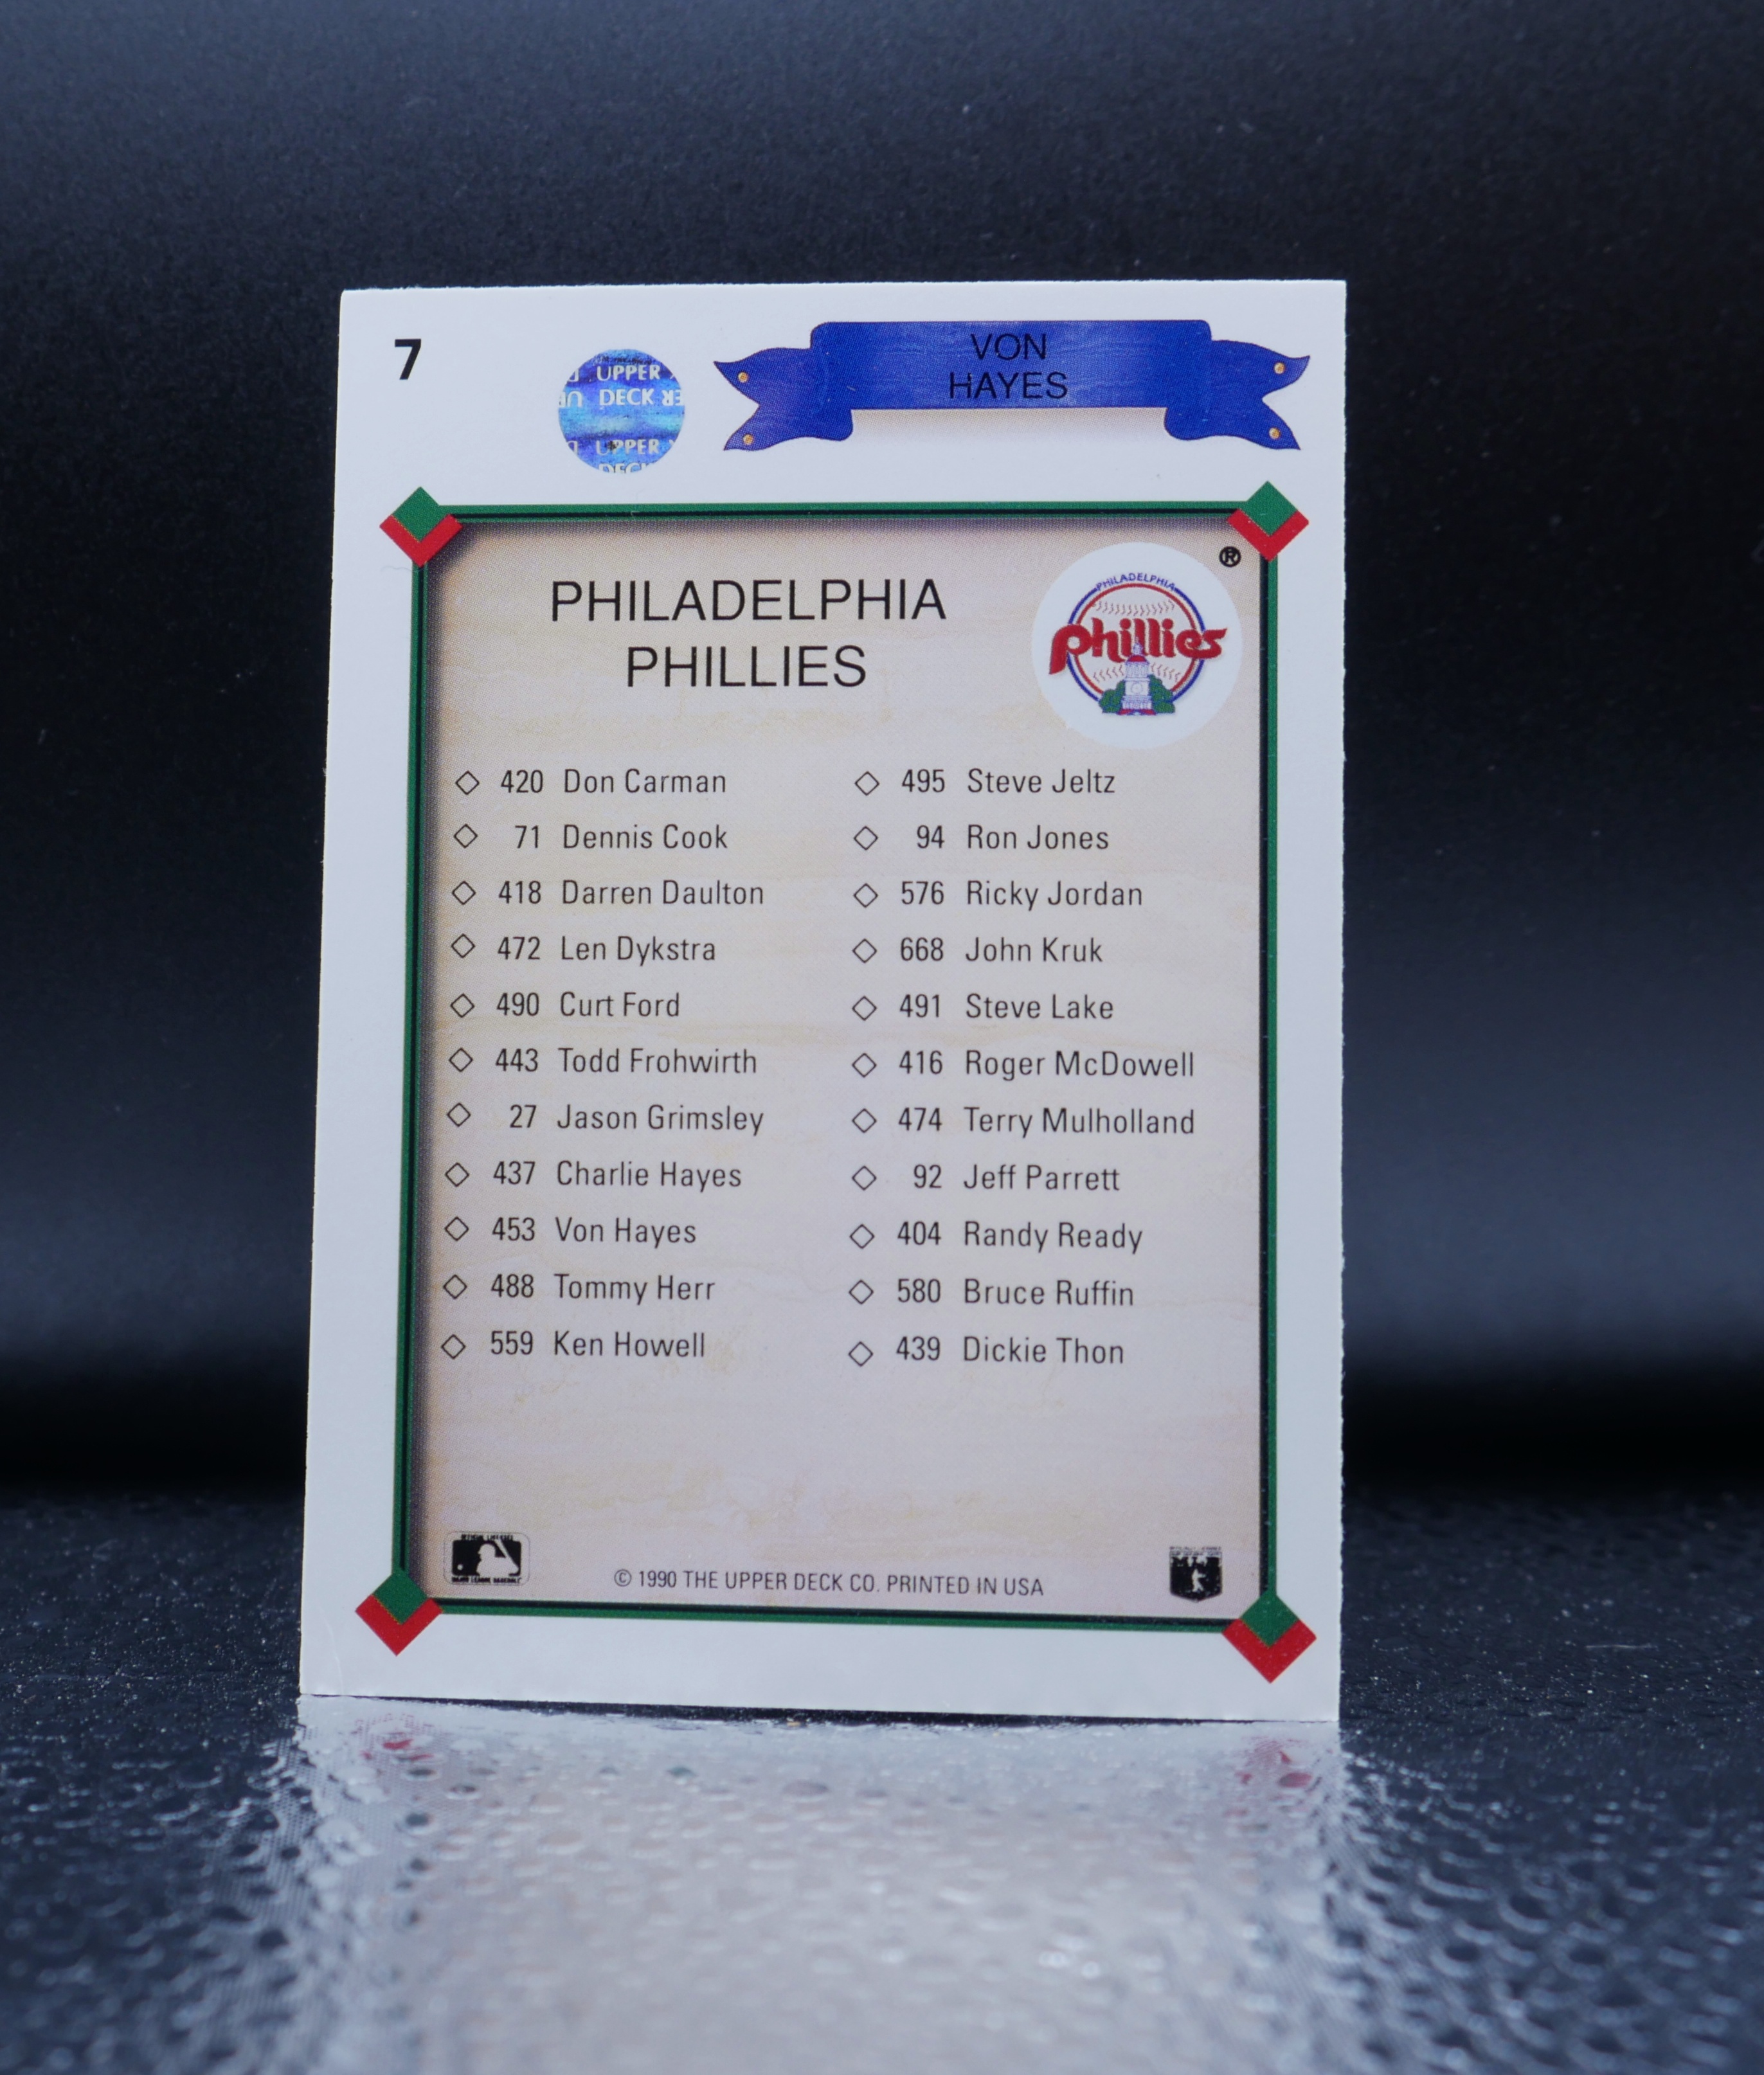 7
UPPER
DECK
UPPER
DECK
VON
HAYES
PHILADELPHIA
PHILLIES
®
PHILADELPHIA
Phillies
420 Don Carman
71 Dennis Cook
418 Darren Daulton
472 Len Dykstra
490 Curt Ford
443 Todd Frohwirth
27 Jason Grimsley
437 Charlie Hayes
453 Von Hayes
488 Tommy Herr
559 Ken Howell
495 Steve Jeltz
94 Ron Jones
576 Ricky Jordan
668 John Kruk
491 Steve Lake
416 Roger McDowell
474 Terry Mulholland
92 Jeff Parrett
404 Randy Ready
580 Bruce Ruffin
439 Dickie Thon
© 1990 THE UPPER DECK CO. PRINTED IN USA